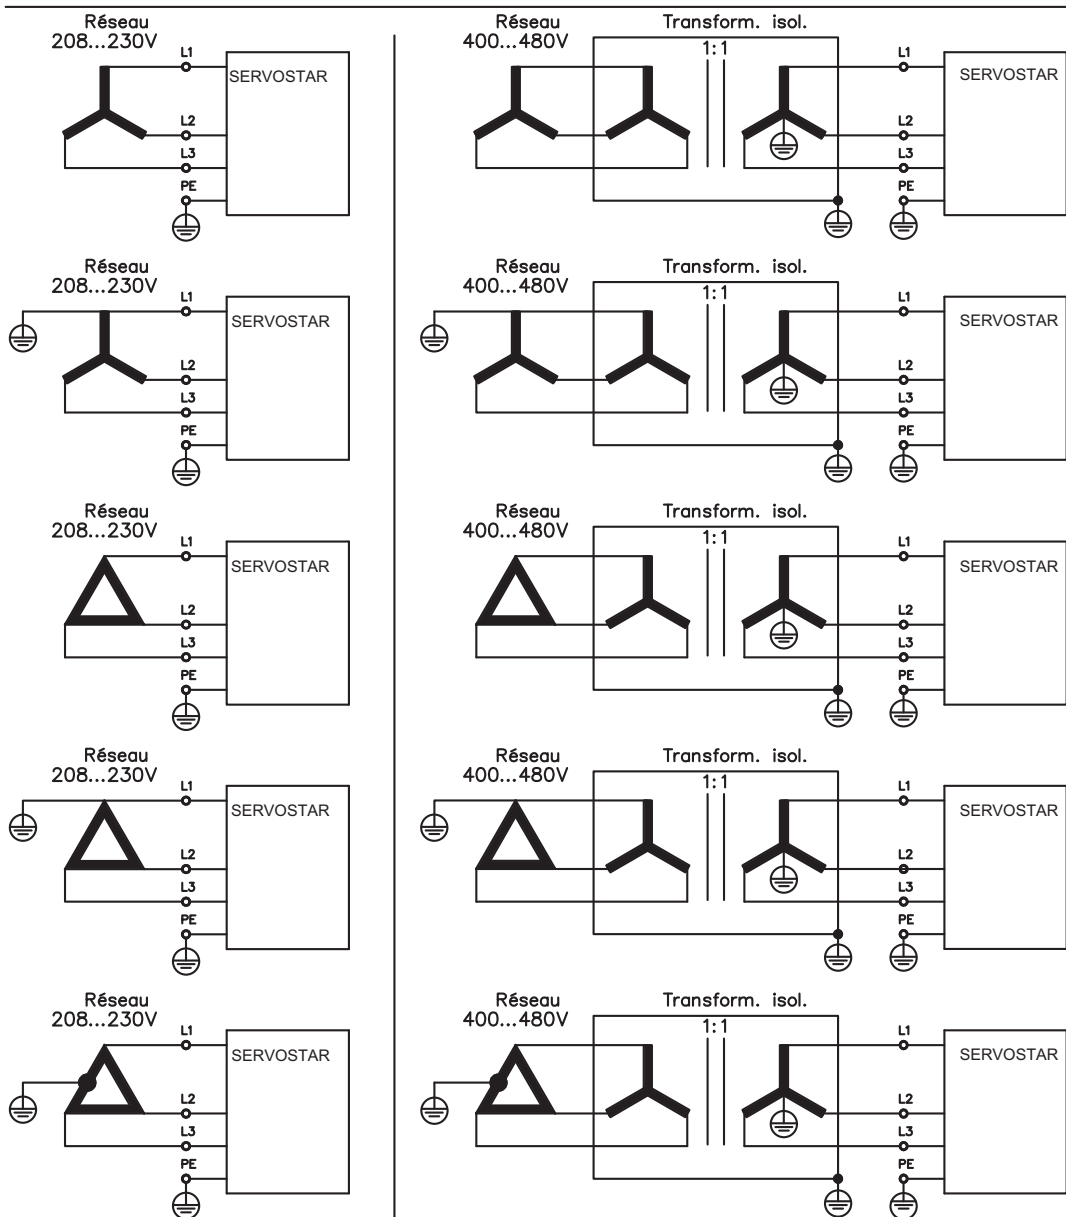 Réseau
208...230V
L1
SERVOSTAR
L2
L3
PE
Réseau
400...480V
Transform. isol.
1:1
L1
SERVOSTAR
L2
L3
PE
Réseau
208...230V
L1
SERVOSTAR
L2
L3
PE
Réseau
400...480V
Transform. isol.
1:1
L1
SERVOSTAR
L2
L3
PE
Réseau
208...230V
L1
SERVOSTAR
L2
L3
PE
Réseau
400...480V
Transform. isol.
1:1
L1
SERVOSTAR
L2
L3
PE
Réseau
208...230V
L1
SERVOSTAR
L2
L3
PE
Réseau
400...480V
Transform. isol.
1:1
L1
SERVOSTAR
L2
L3
PE
Réseau
208...230V
L1
SERVOSTAR
L2
L3
PE
Réseau
400...480V
Transform. isol.
1:1
L1
SERVOSTAR
L2
L3
PE